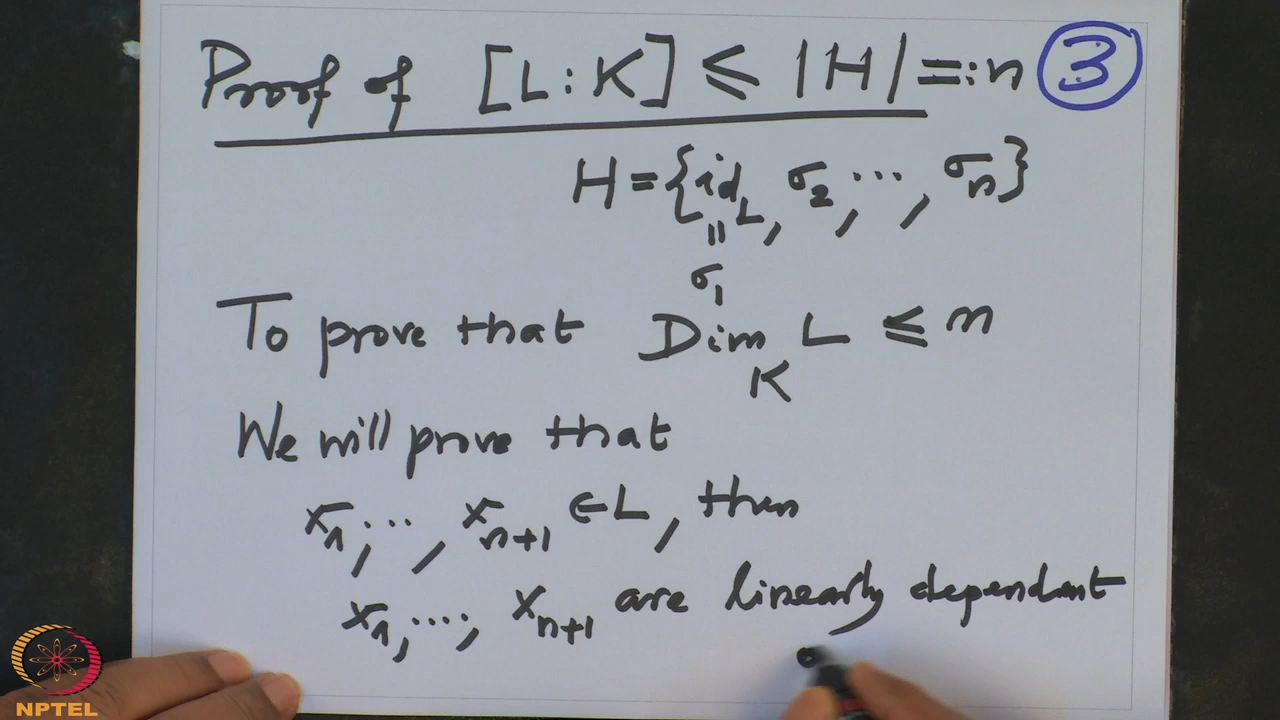 Proof of [L:K] ≤ |H| =: n ③
H = {id_L, σ_2, ..., σ_n}
=
σ_1
To prove that Dim_K L ≤ n
We will prove that
x_1, ..., x_{n+1} ∈ L, then
x_1, ..., x_{n+1} are linearly dependent
NPTEL